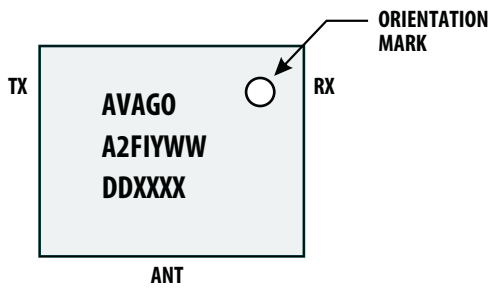 ORIENTATION
MARK
TX
RX
AVAGO
A2FIYWW
DDXXXX
ANT